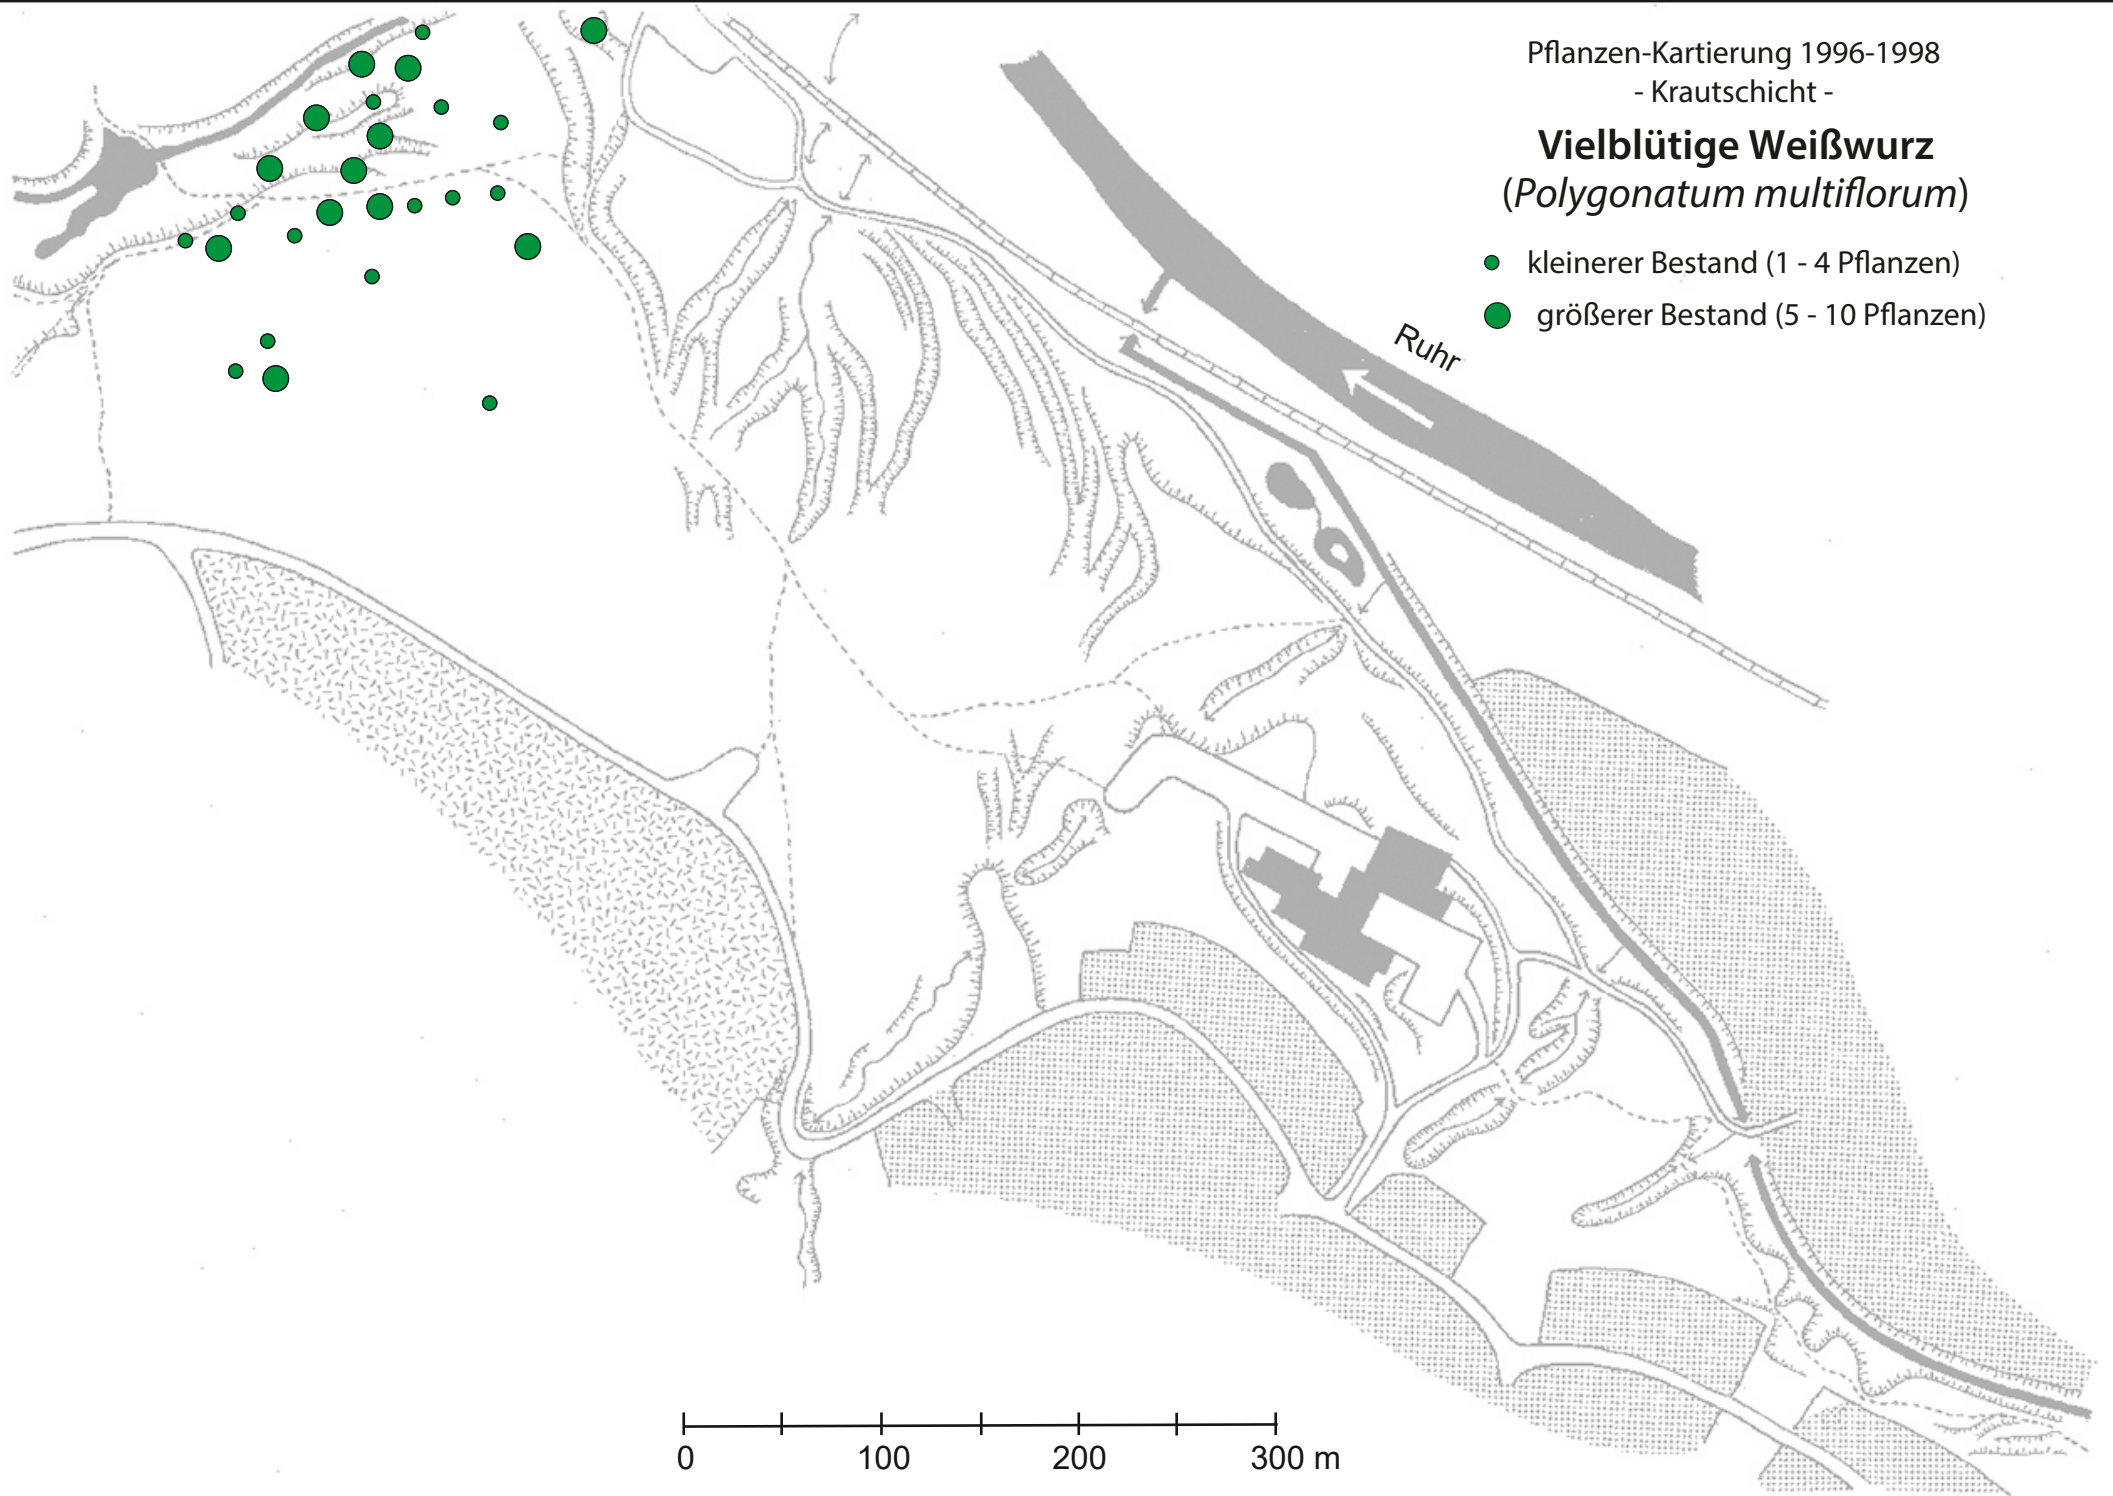 Pflanzen-Kartierung 1996-1998
- Krautschicht -
Vielblütige Weißwurz
(Polygonatum multiflorum)
kleinerer Bestand (1 - 4 Pflanzen)
größerer Bestand (5 - 10 Pflanzen)
Ruhr
0 100 200 300 m